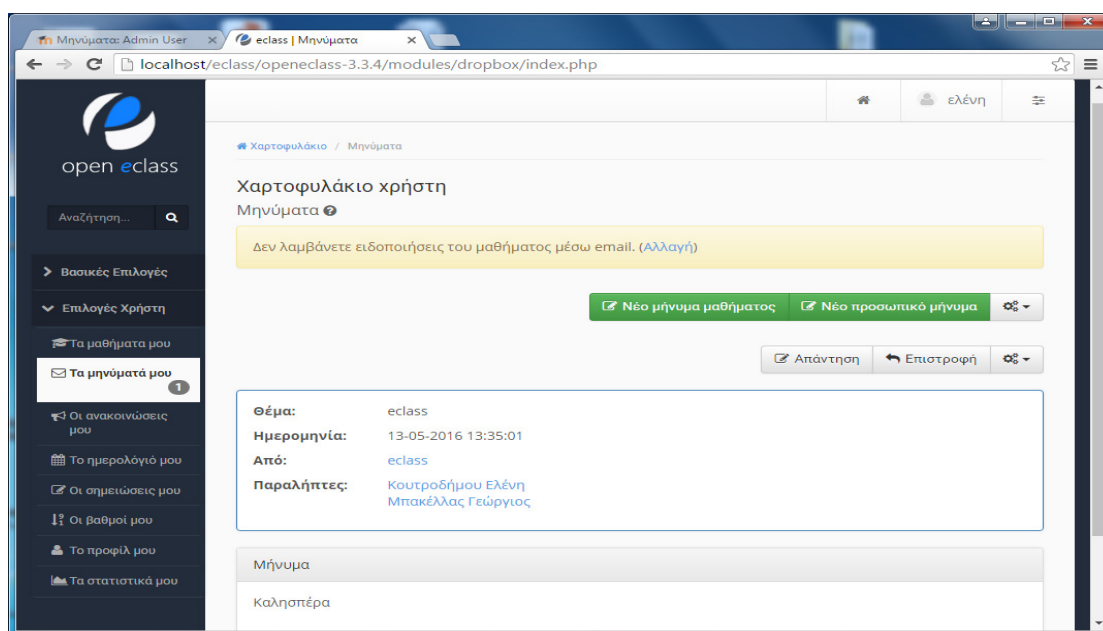 Μηνύματα: Admin User
eclass | Μηνύματα
localhost/eclass/openeclass-3.3.4/modules/dropbox/index.php
open eclass
Αναζήτηση...
Βασικές Επιλογές
Επιλογές Χρήστη
Τα μαθήματα μου
Τα μηνύματά μου
1
Οι ανακοινώσεις
μου
Το ημερολόγιό μου
Οι σημειώσεις μου
Οι βαθμοί μου
Το προφίλ μου
Τα στατιστικά μου
ελένη
Χαρτοφυλάκιο / Μηνύματα
Χαρτοφυλάκιο χρήστη
Μηνύματα
Δεν λαμβάνετε ειδοποιήσεις του μαθήματος μέσω email. (Αλλαγή)
Νέο μήνυμα μαθήματος Νέο προσωπικό μήνυμα
Απάντηση Επιστροφή
Θέμα: eclass
Ημερομηνία: 13-05-2016 13:35:01
Από: eclass
Παραλήπτες: Κουτροδήμου Ελένη
Μπακέλλας Γεώργιος
Μήνυμα
Καλησπέρα